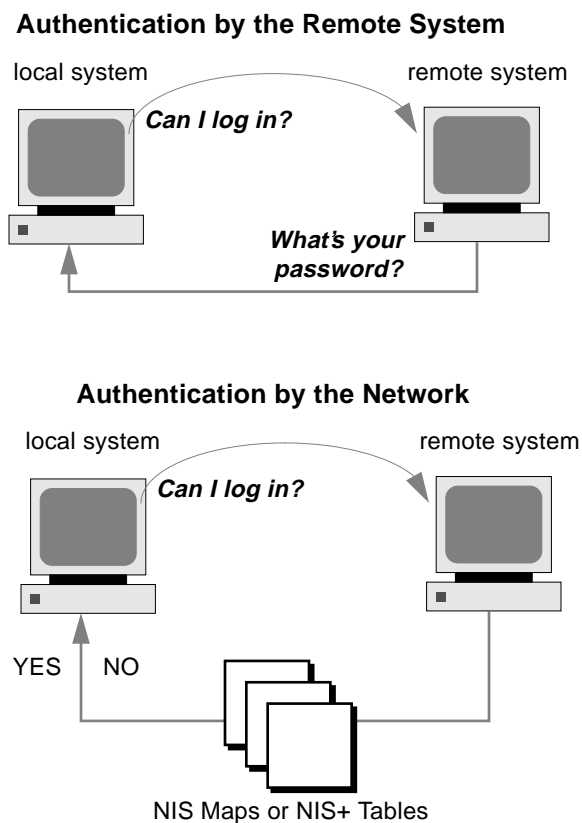 Authentication by the Remote System
local system
remote system
Can I log in?
What's your
password?
Authentication by the Network
local system
remote system
Can I log in?
YES
NO
NIS Maps or NIS+ Tables